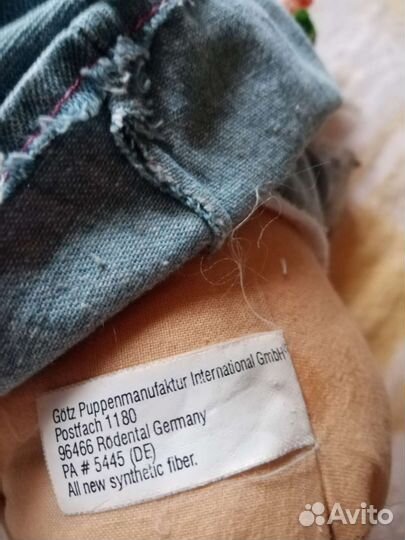 Götz Puppenmanufaktur International GmbH
Postfach 1180
96466 Rödental Germany
PA # 5445 (DE)
All new synthetic fiber.
Avito